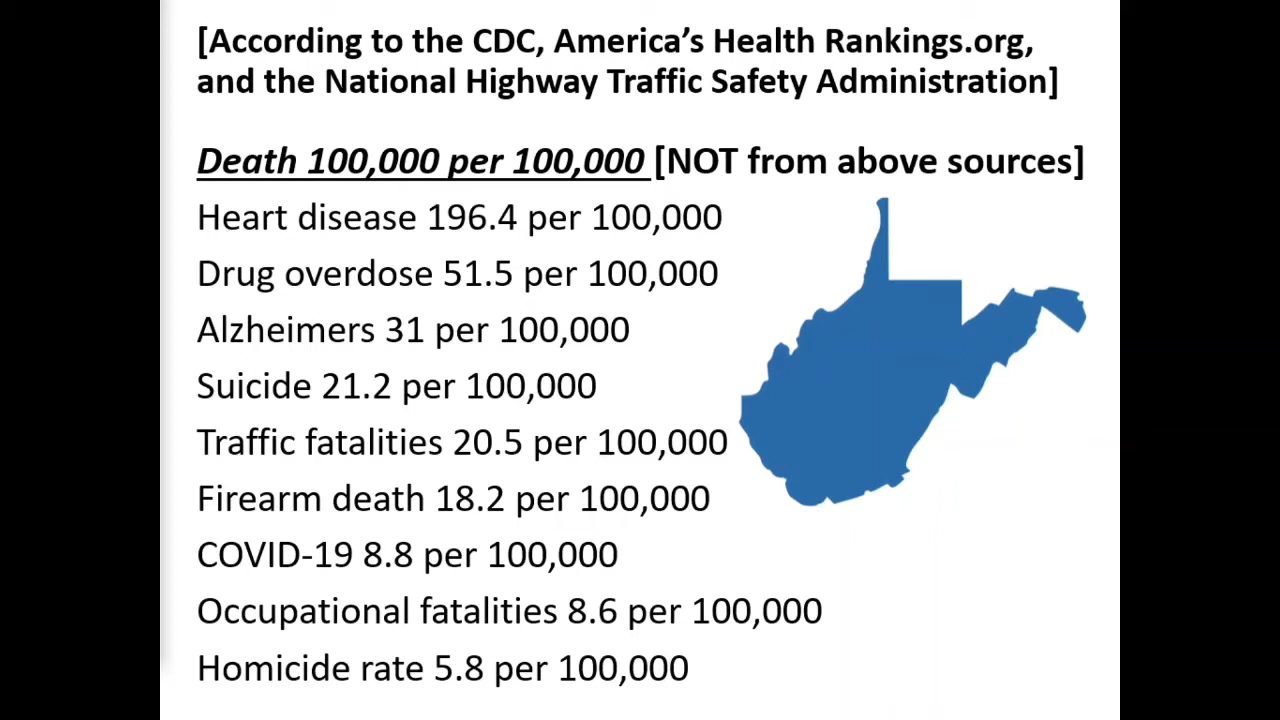 [According to the CDC, America’s Health Rankings.org,
and the National Highway Traffic Safety Administration]
Death 100,000 per 100,000 [NOT from above sources]
Heart disease 196.4 per 100,000
Drug overdose 51.5 per 100,000
Alzheimers 31 per 100,000
Suicide 21.2 per 100,000
Traffic fatalities 20.5 per 100,000
Firearm death 18.2 per 100,000
COVID-19 8.8 per 100,000
Occupational fatalities 8.6 per 100,000
Homicide rate 5.8 per 100,000